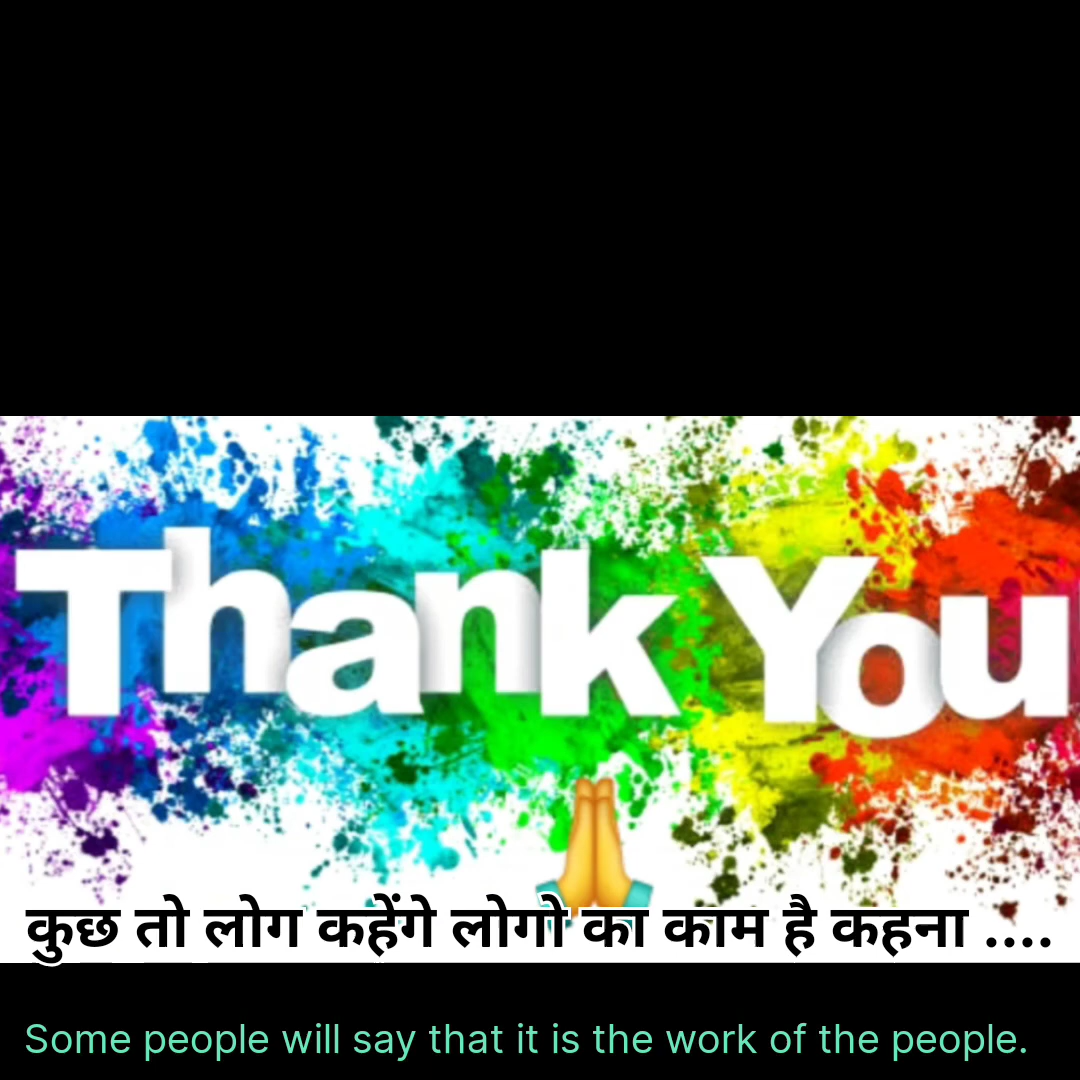 Thank You
कुछ तो लोग कहेंगे लोगो का काम है कहना ....
Some people will say that it is the work of the people.